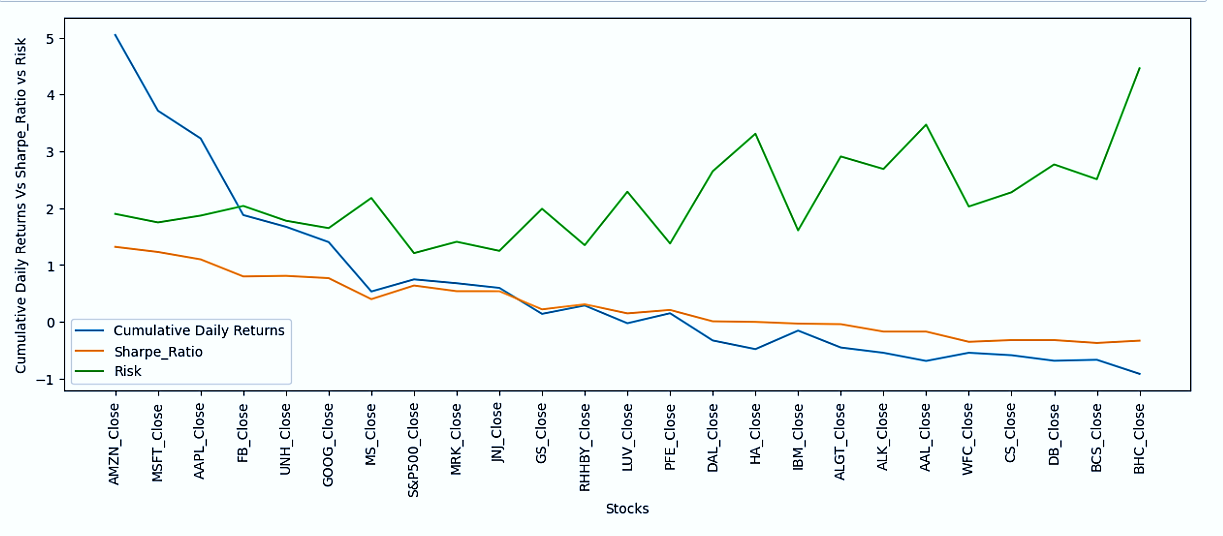 Cumulative Daily Returns Vs Sharpe_Ratio vs Risk
5
4
3
2
1
0
−1
Cumulative Daily Returns
Sharpe_Ratio
Risk
AMZN_Close
MSFT_Close
AAPL_Close
FB_Close
UNH_Close
GOOG_Close
MS_Close
S&P500_Close
MRK_Close
JNJ_Close
GS_Close
RHHBY_Close
LUV_Close
PFE_Close
DAL_Close
HA_Close
IBM_Close
ALGT_Close
ALK_Close
AAL_Close
WFC_Close
CS_Close
DB_Close
BCS_Close
BHC_Close
Stocks